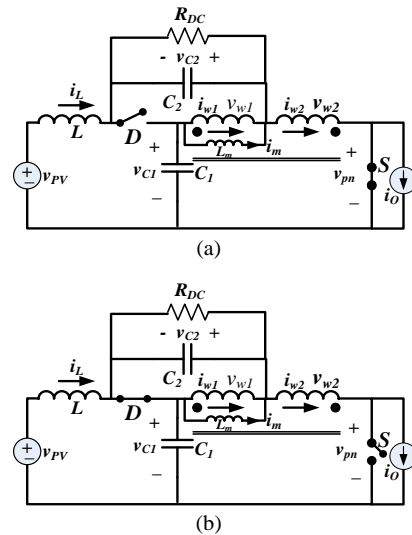 R_DC
- v_C2 +
i_L
C_2
i_w1 v_w1 i_w2 v_w2
L
D
L_m i_m
+
+
v_PV
+
−
v_C1
C_1
v_pn
S
i_O
−
−
(a)
R_DC
- v_C2 +
i_L
C_2
i_w1 v_w1 i_w2 v_w2
L
D
L_m i_m
+
+
v_PV
+
−
v_C1
C_1
v_pn
S
i_O
−
−
(b)